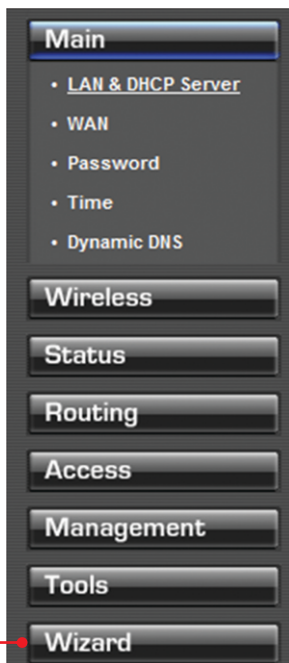 Main
• LAN & DHCP Server
• WAN
• Password
• Time
• Dynamic DNS
Wireless
Status
Routing
Access
Management
Tools
Wizard